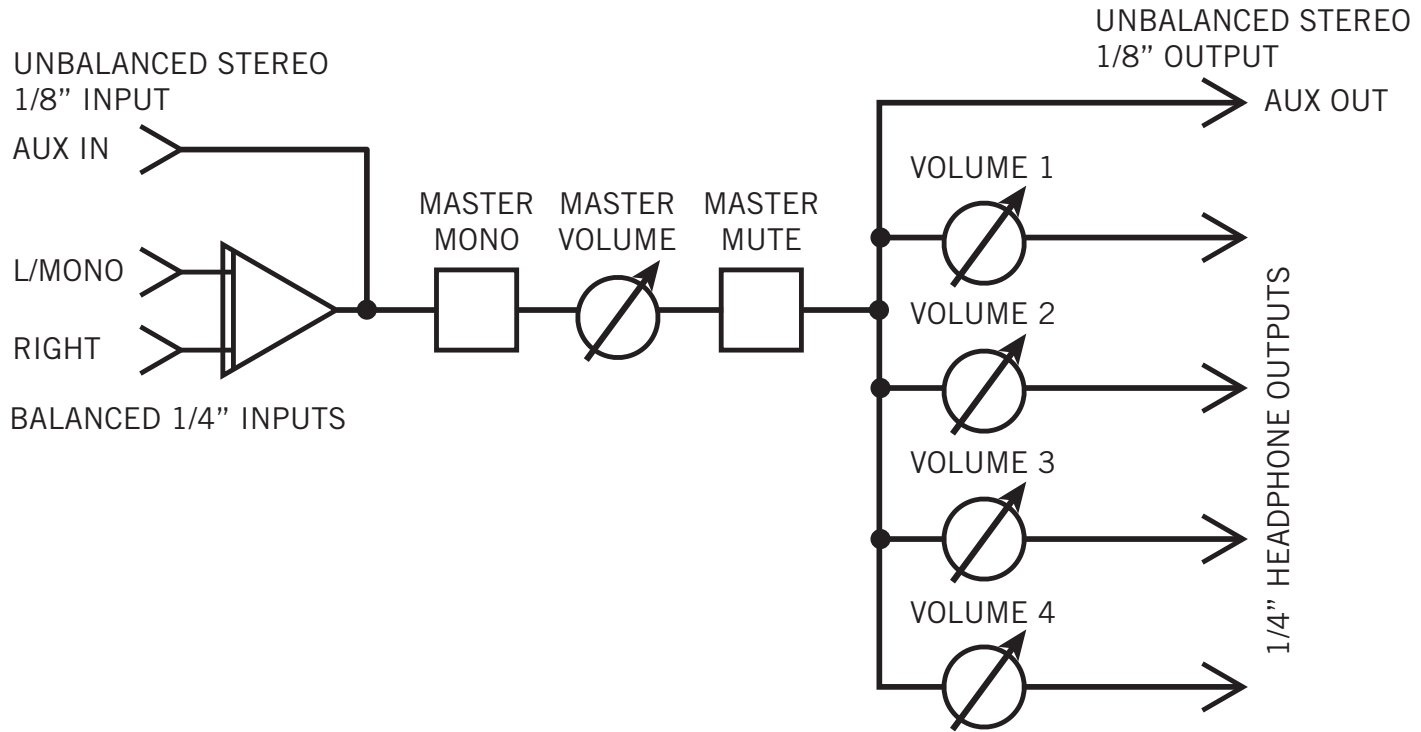 UNBALANCED STEREO
1/8” INPUT
AUX IN
L/MONO
RIGHT
BALANCED 1/4” INPUTS
MASTER
MONO
MASTER
VOLUME
MASTER
MUTE
UNBALANCED STEREO
1/8” OUTPUT
AUX OUT
VOLUME 1
VOLUME 2
VOLUME 3
VOLUME 4
1/4” HEADPHONE OUTPUTS